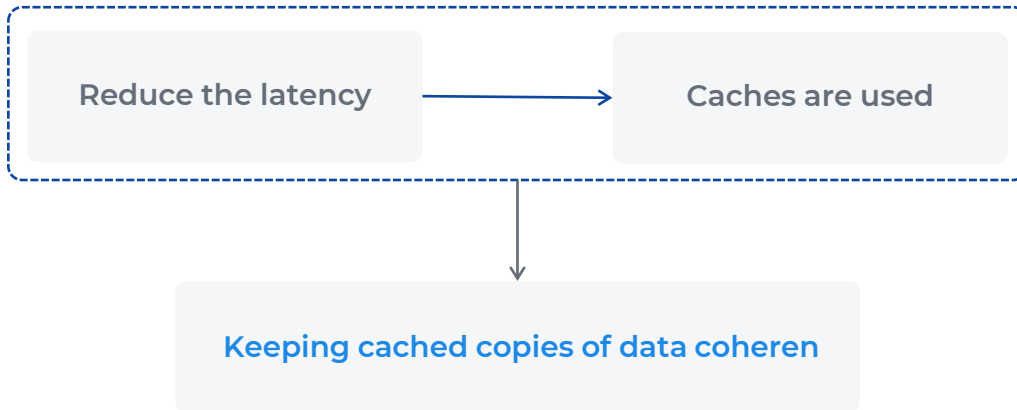 Reduce the latency
Caches are used
Keeping cached copies of data coheren